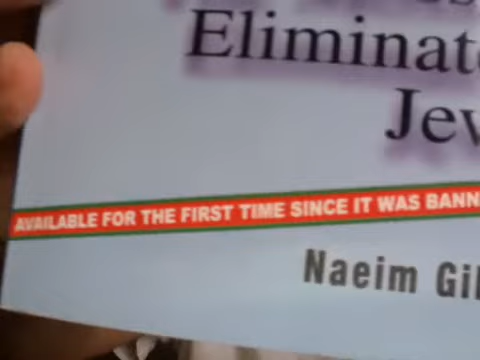 Eliminat
Jew
AVAILABLE FOR THE FIRST TIME SINCE IT WAS BANN
Naeim Gil